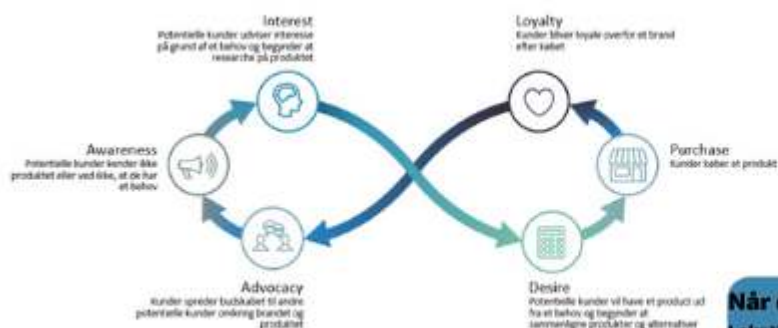 Interest
Potentielle kunder udviser interesse
på grund af et behov og begynder at
researche på produktet
Loyalty
Kunder bliver loyale overfor et brand
efter købet
Awareness
Potentielle kunder kender ikke
produktet eller ved ikke, at de har
et behov
Purchase
Kunder køber et produkt
Advocacy
Kunder spreder budskabet til andre
potentielle kunder omkring brandet og
produktet
Desire
Potentielle kunder vil have et product ud
fra et behov og begynder at
sammenligne produkter og alternativer
Når